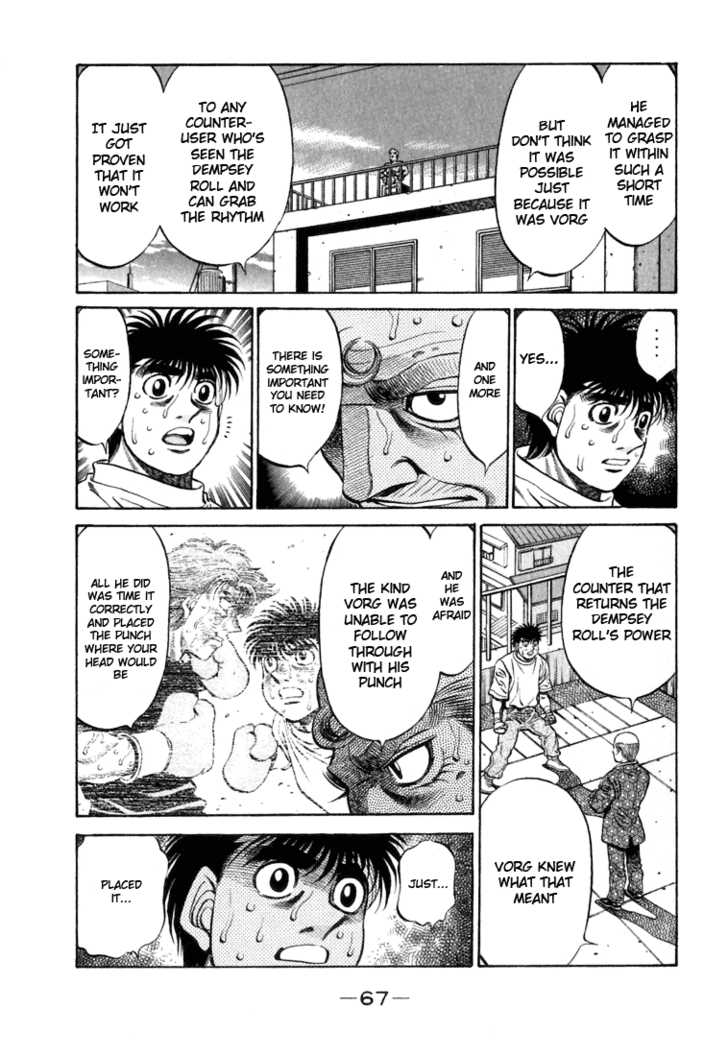 HE
MANAGED
TO GRASP
IT WITHIN
SUCH A
SHORT
TIME
BUT
DON'T THINK
IT WAS
POSSIBLE
JUST
BECAUSE IT
WAS VORG
TO ANY
COUNTER-
USER WHO'S
SEEN THE
DEMPSEY
ROLL AND
CAN GRAB
THE RHYTHM
IT JUST
GOT
PROVEN
THAT IT
WON'T
WORK
....
YES...
AND
ONE
MORE
THERE IS
SOMETHING
IMPORTANT
YOU NEED
TO KNOW!
SOME-
THING
IMPOR-
TANT?
THE
COUNTER THAT
RETURNS THE
DEMPSEY
ROLL'S POWER
VORG KNEW
WHAT THAT
MEANT
AND
HE
WAS
AFRAID
THE KIND
VORG WAS
UNABLE TO
FOLLOW
THROUGH
WITH HIS
PUNCH
ALL HE DID
WAS TIME IT
CORRECTLY
AND PLACED
THE PUNCH
WHERE YOUR
HEAD WOULD
BE
JUST...
PLACED
IT...
—67—